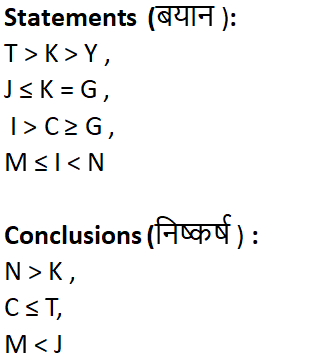 Statements (बयान ):
T > K > Y ,
J ≤ K = G ,
I > C ≥ G ,
M ≤ I < N
Conclusions (निष्कर्ष ) :
N > K ,
C ≤ T,
M < J